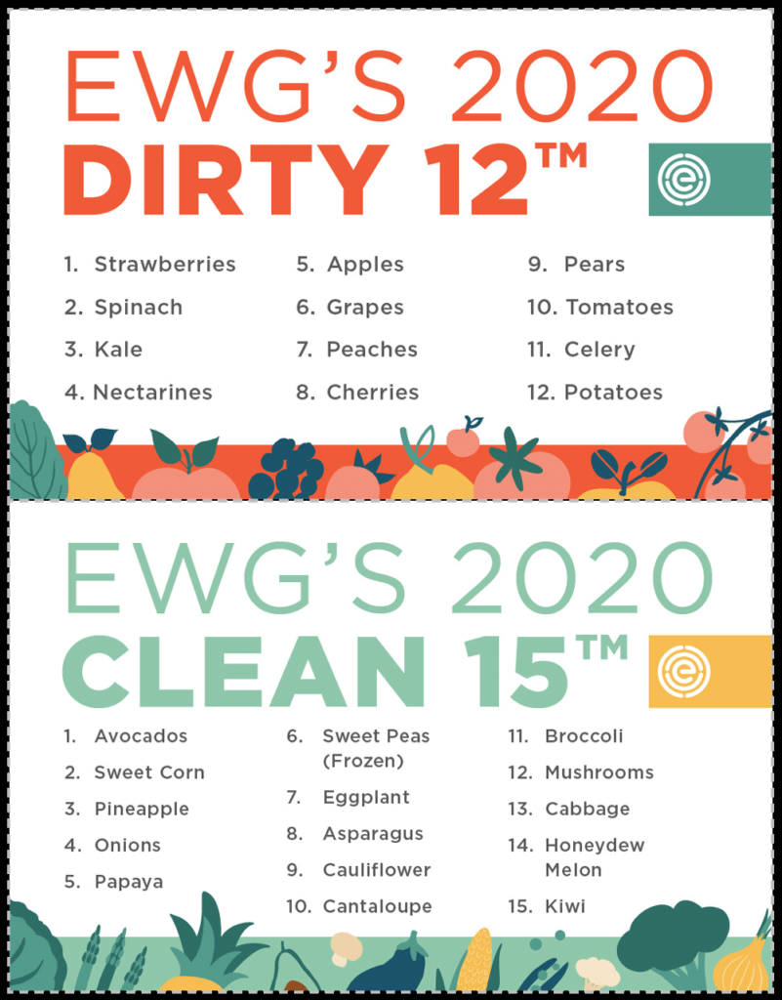 EWG'S 2020
DIRTY 12™
1. Strawberries
2. Spinach
3. Kale
4. Nectarines
5. Apples
6. Grapes
7. Peaches
8. Cherries
9. Pears
10. Tomatoes
11. Celery
12. Potatoes
e
EWG'S 2020
CLEAN 15™
1. Avocados
2. Sweet Corn
3. Pineapple
4. Onions
5. Papaya
6. Sweet Peas
(Frozen)
7. Eggplant
8. Asparagus
9. Cauliflower
10. Cantaloupe
11. Broccoli
12. Mushrooms
13. Cabbage
14. Honeydew
Melon
15. Kiwi
e